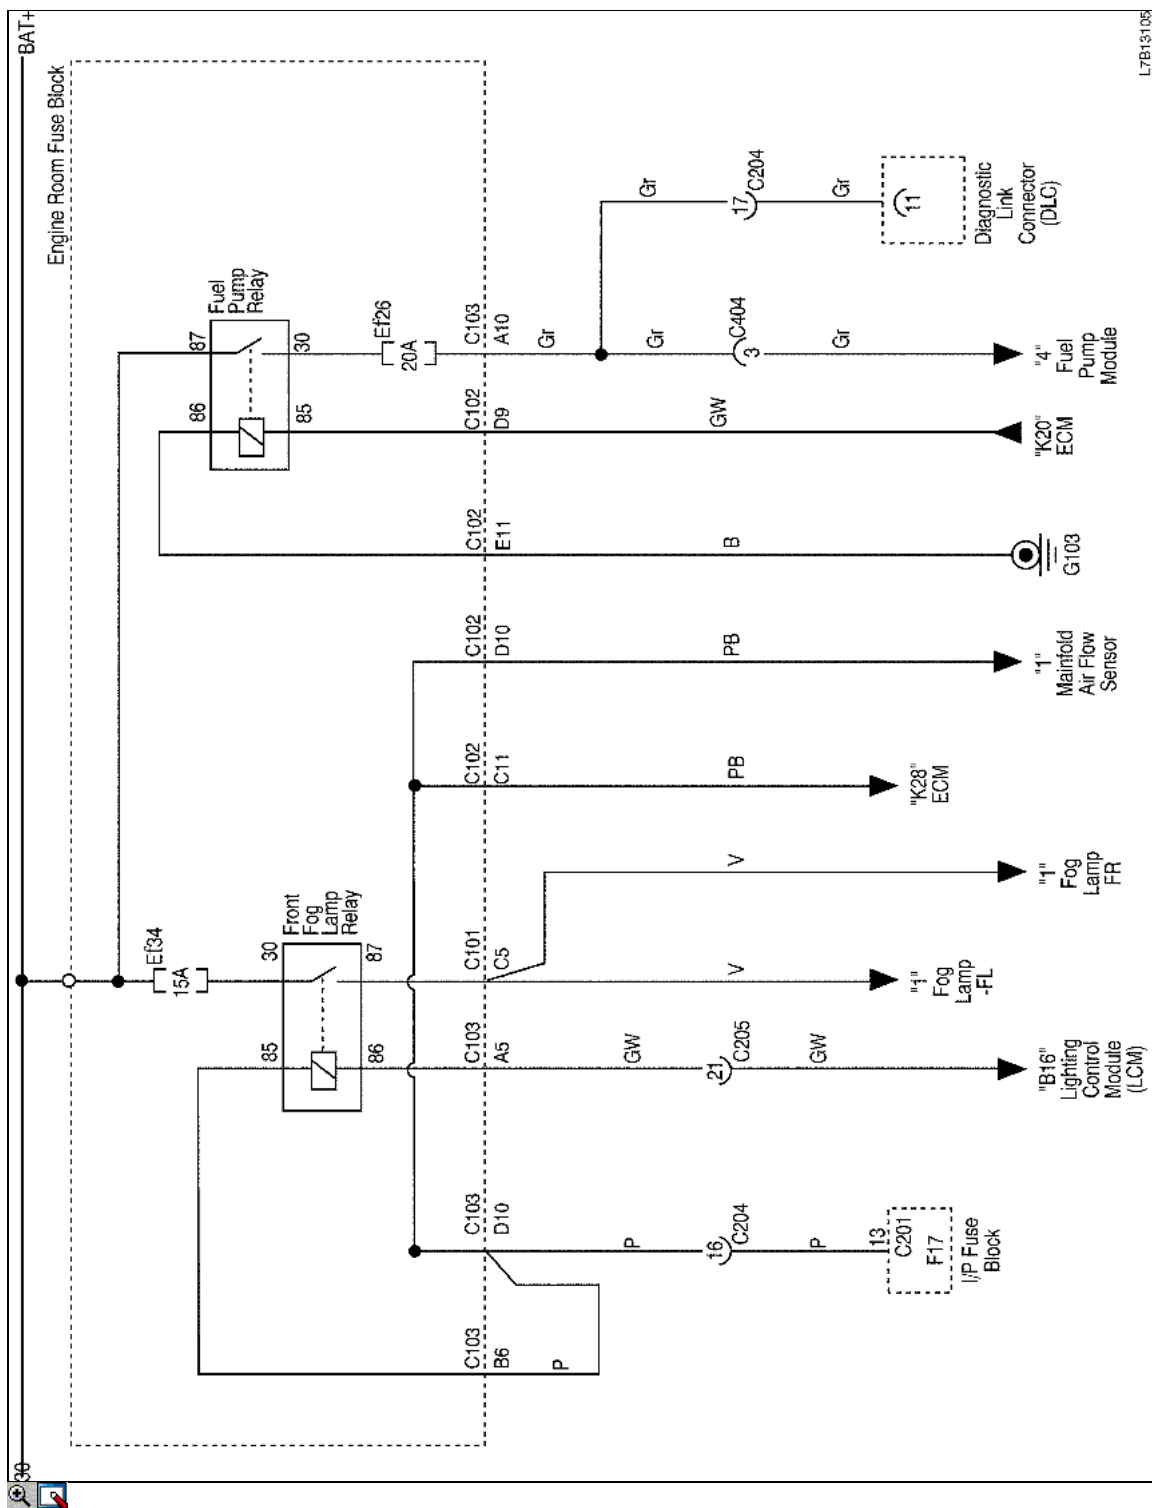 30
BAT+
Engine Room Fuse Block
Ef34
15A
Front
Fog
Lamp
Relay
85
30
86
87
Fuel
Pump
Relay
86
87
85
30
Ef26
20A
C103
B6
C103
D10
C103
A5
C101
C5
C102
C11
C102
D10
C102
E11
C102
D9
C103
A10
P
P
16
C204
P
13
C201
F17
I/P Fuse
Block
GW
21
C205
GW
"B16"
Lighting
Control
Module
(LCM)
V
"1"
Fog
Lamp
-FL
V
"1"
Fog
Lamp
FR
PB
"K28"
ECM
PB
"1"
Mainfold
Air Flow
Sensor
B
G103
GW
"K20"
ECM
Gr
Gr
3
C404
Gr
"4"
Fuel
Pump
Module
Gr
17
C204
Gr
11
Diagnostic
Link
Connector
(DLC)
L7B13105